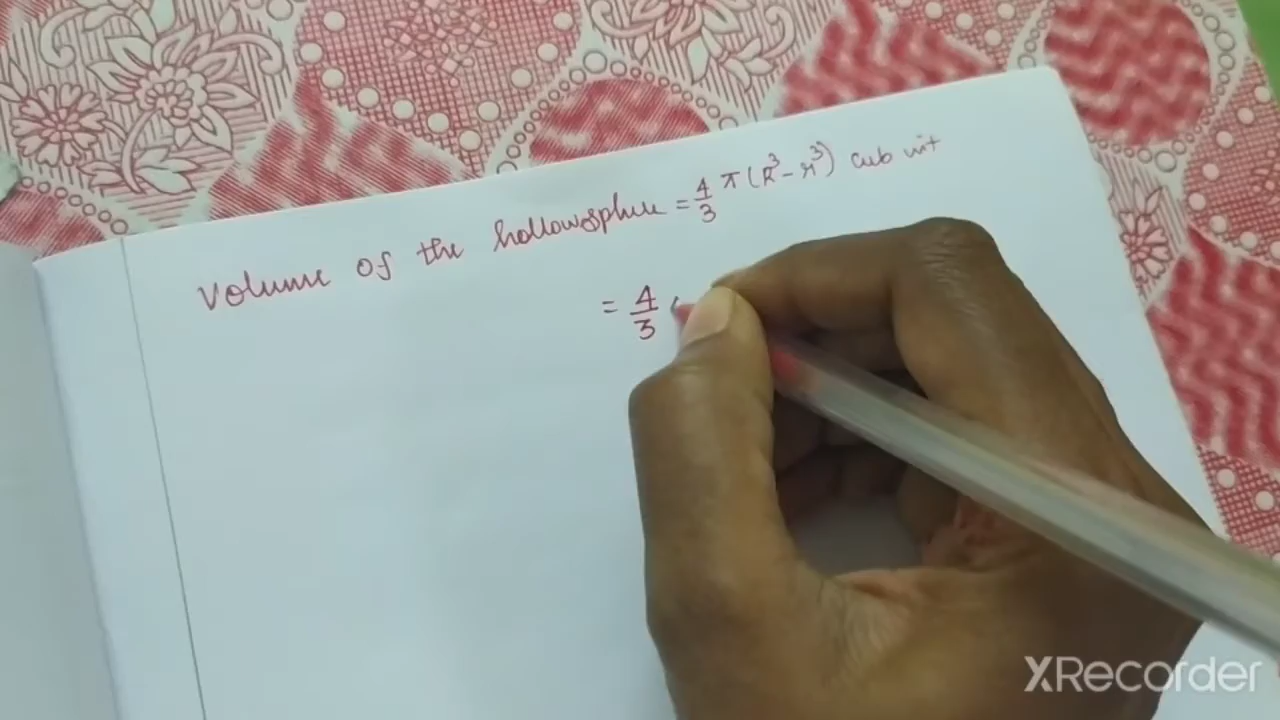 Volume of the hollowsphere = 4/3 π (R³ - r³) cub unit
= 4/3
XRecorder